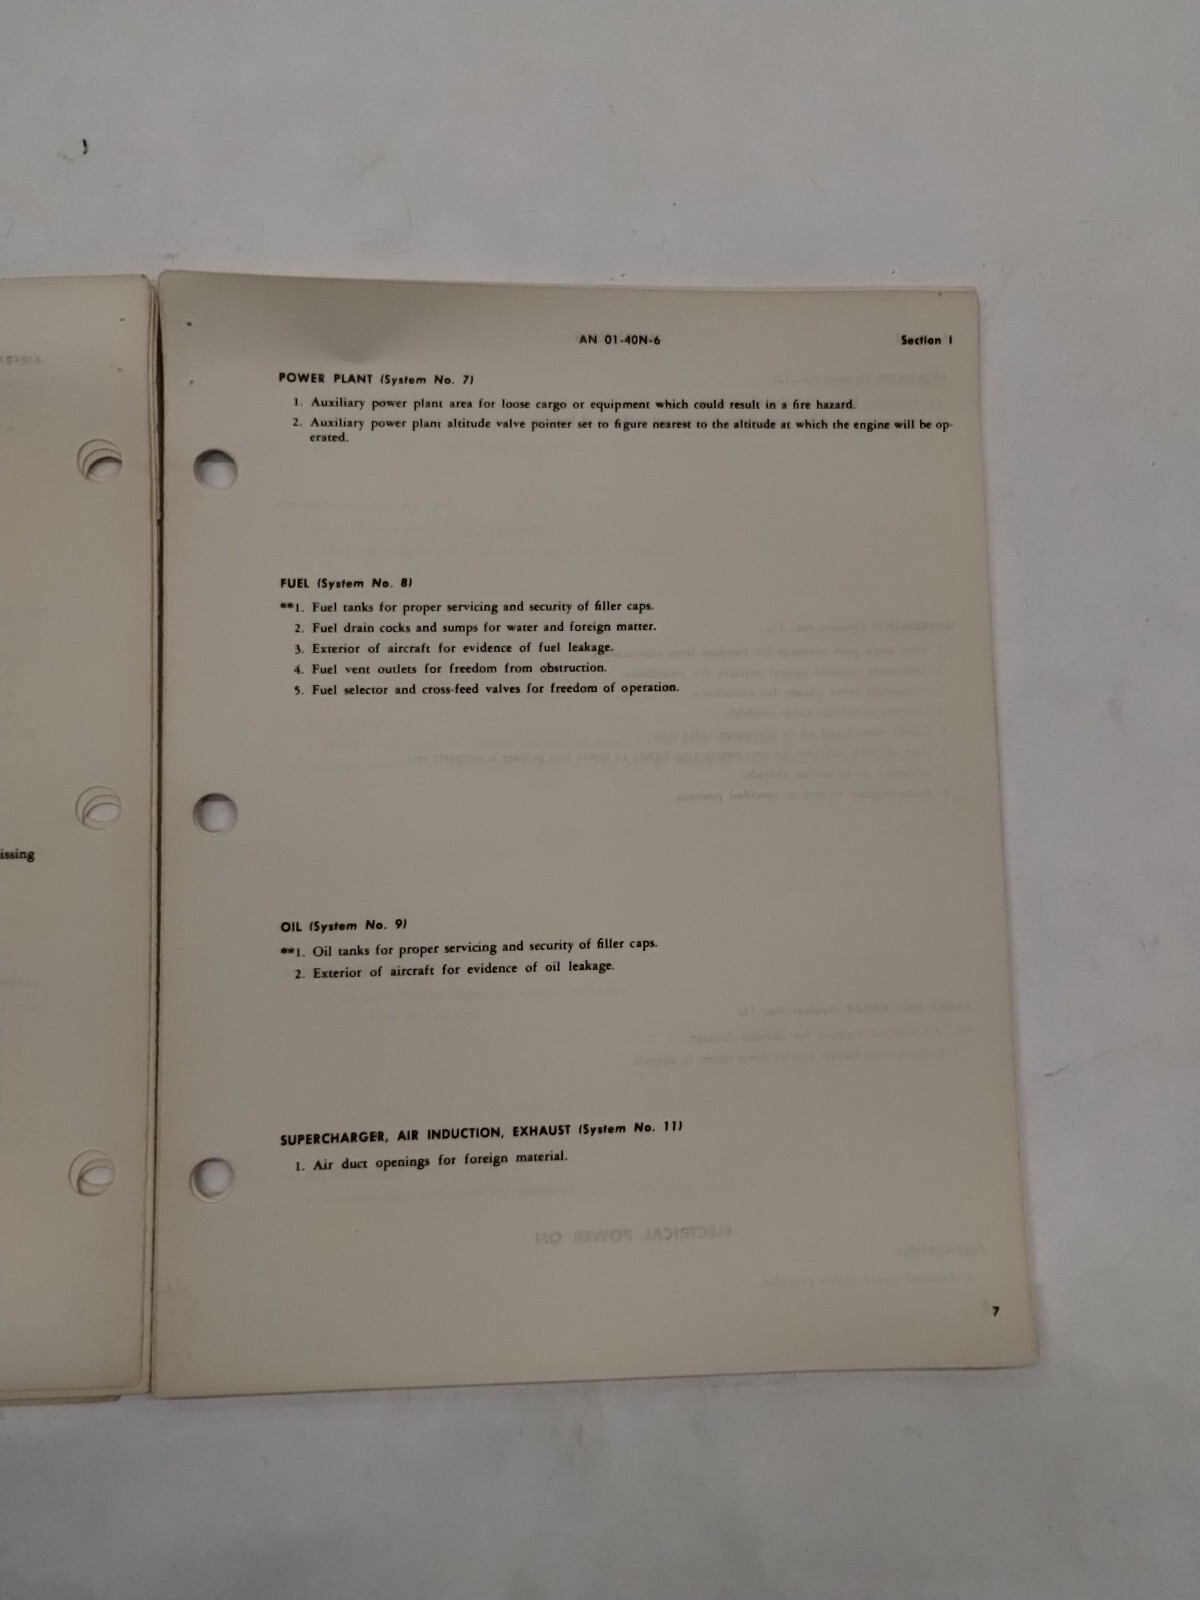 AN 01-40N-6
Section I
POWER PLANT (System No. 7)
1. Auxiliary power plant area for loose cargo or equipment which could result in a fire hazard.
2. Auxiliary power plant altitude valve pointer set to figure nearest to the altitude at which the engine will be op-
erated.
FUEL (System No. 8)
**1. Fuel tanks for proper servicing and security of filler caps.
2. Fuel drain cocks and sumps for water and foreign matter.
3. Exterior of aircraft for evidence of fuel leakage.
4. Fuel vent outlets for freedom from obstruction.
5. Fuel selector and cross-feed valves for freedom of operation.
issing
OIL (System No. 9)
**1. Oil tanks for proper servicing and security of filler caps.
2. Exterior of aircraft for evidence of oil leakage.
SUPERCHARGER, AIR INDUCTION, EXHAUST (System No. 11)
1. Air duct openings for foreign material.
ELECTRICAL POWER ON
7